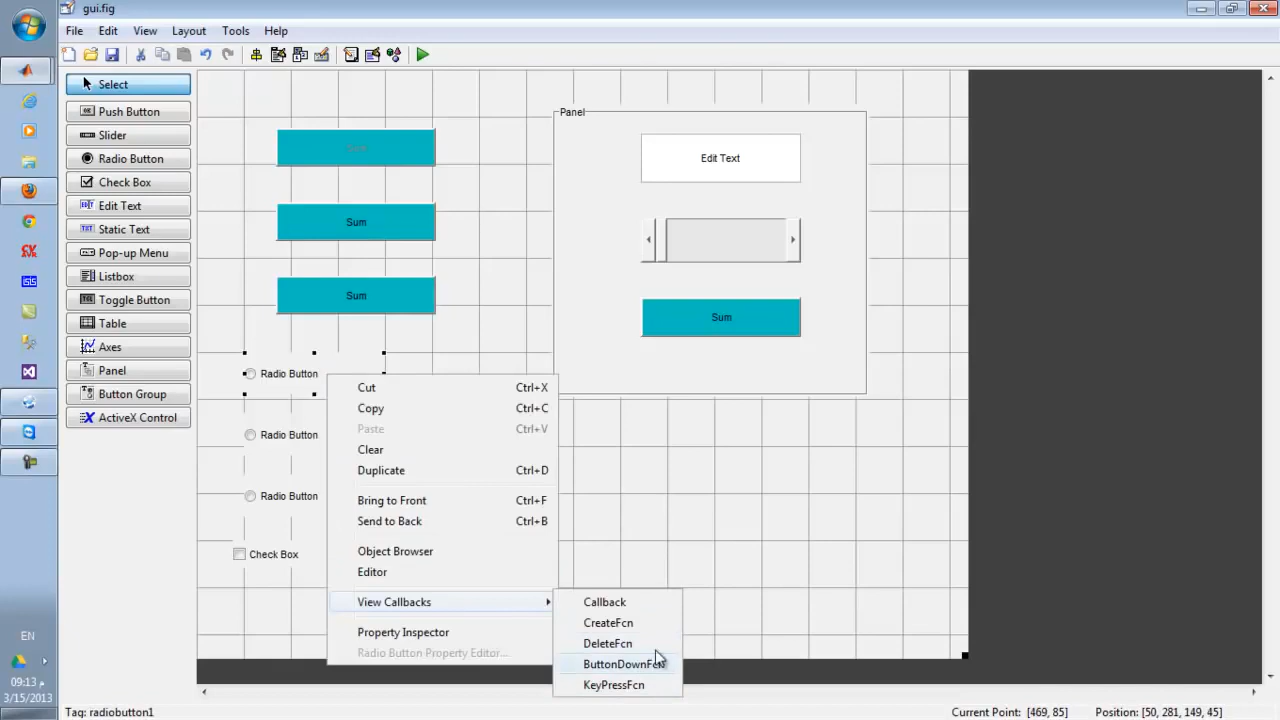 gui.fig
File Edit View Layout Tools Help
Select
Push Button
Slider
Radio Button
Check Box
Edit Text
Static Text
Pop-up Menu
Listbox
Toggle Button
Table
Axes
Panel
Button Group
ActiveX Control
Sum
Sum
Sum
Radio Button
Radio Button
Radio Button
Check Box
Panel
Edit Text
Sum
Cut Ctrl+X
Copy Ctrl+C
Paste Ctrl+V
Clear
Duplicate Ctrl+D
Bring to Front Ctrl+F
Send to Back Ctrl+B
Object Browser
Editor
View Callbacks
Property Inspector
Radio Button Property Editor...
Callback
CreateFcn
DeleteFcn
ButtonDownFcn
KeyPressFcn
EN
09:13 م
3/15/2013
Tag: radiobutton1
Current Point: [469, 85]
Position: [50, 281, 149, 45]